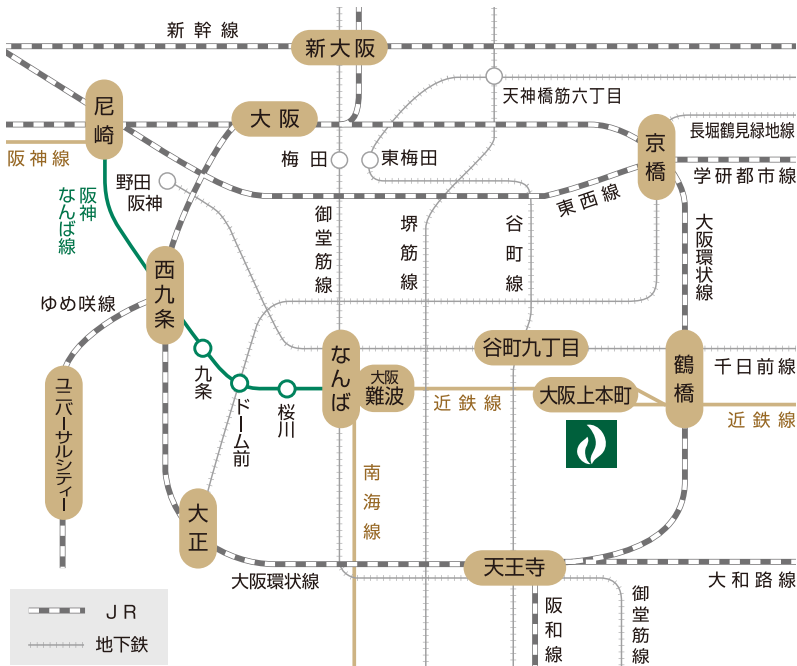 新幹線
新大阪
天神橋筋六丁目
尼崎
大阪
京橋
長堀鶴見緑地線
阪神線
野田
阪神
梅田
東梅田
学研都市線
東西線
阪神
なんば線
御堂筋線
堺筋線
谷町線
大阪環状線
西九条
ゆめ咲線
なんば
谷町九丁目
鶴橋
千日前線
九条
大阪
難波
近鉄線
大阪上本町
近鉄線
ユニバーサルシティー
ドーム前
桜川
南海線
大正
天王寺
大阪環状線
大和路線
阪和線
御堂筋線
JR
地下鉄